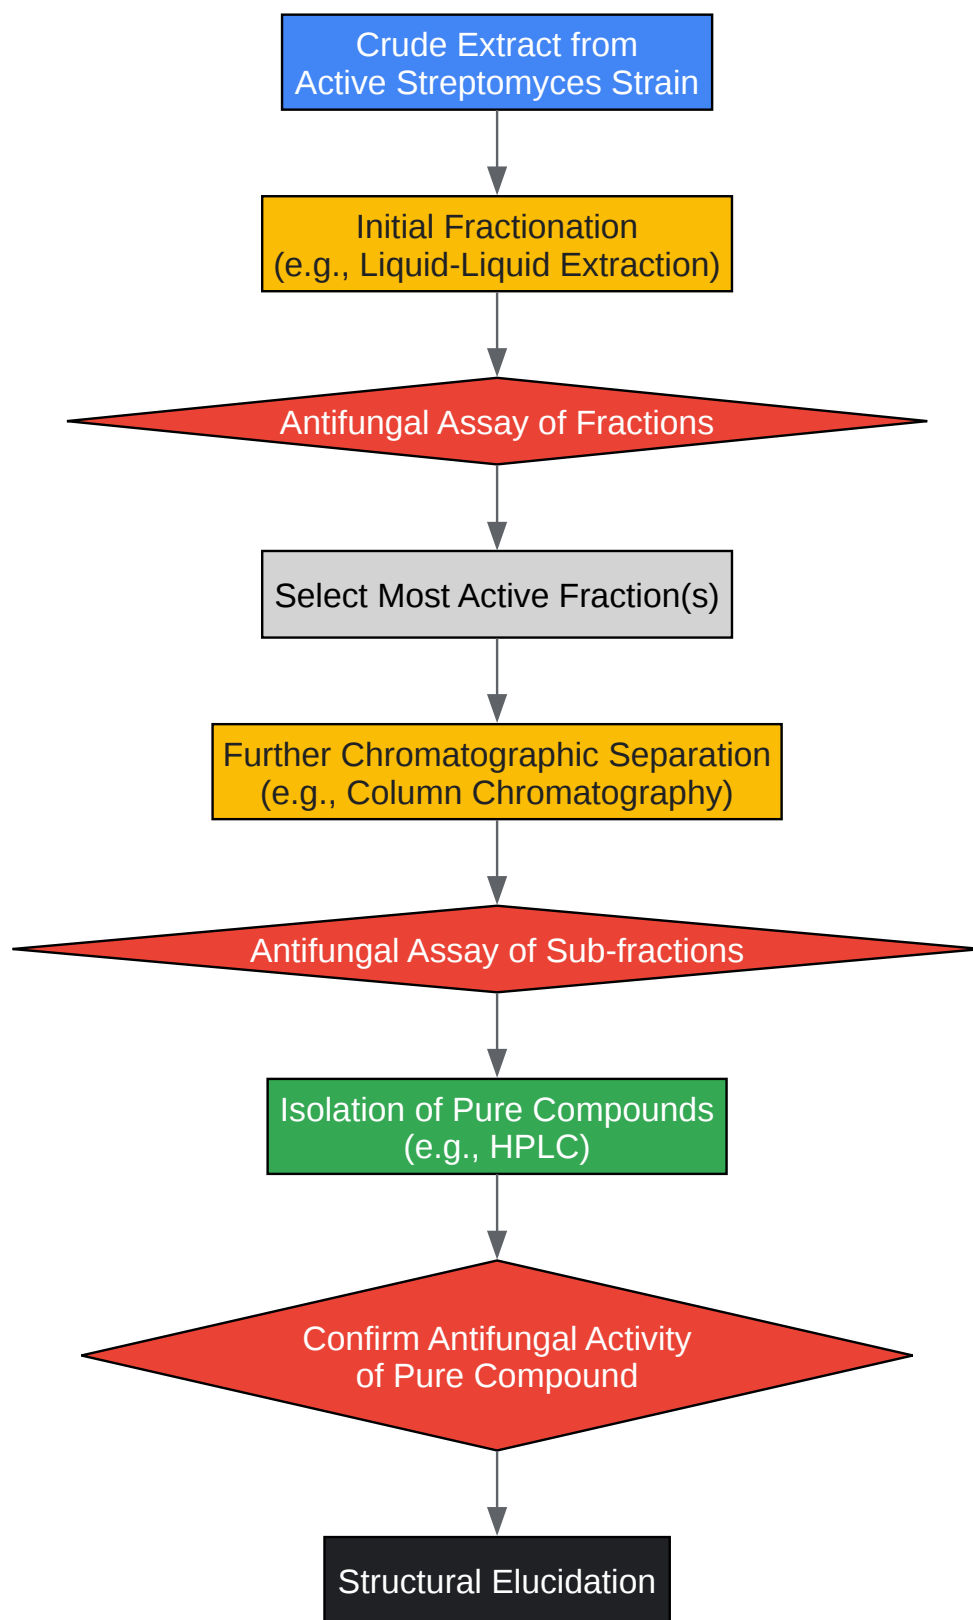 Crude Extract from
Active Streptomyces Strain
Initial Fractionation
(e.g., Liquid-Liquid Extraction)
Antifungal Assay of Fractions
Select Most Active Fraction(s)
Further Chromatographic Separation
(e.g., Column Chromatography)
Antifungal Assay of Sub-fractions
Isolation of Pure Compounds
(e.g., HPLC)
Confirm Antifungal Activity
of Pure Compound
Structural Elucidation